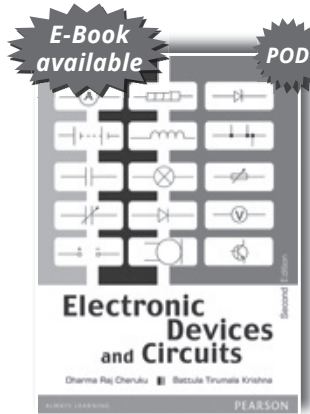 E-Book
available
POD
A
V
Second Edition
Electronic
Devices
and Circuits
Dharma Raj Cheruku
Battula Tirumala Krishna
ALWAYS LEARNING
PEARSON